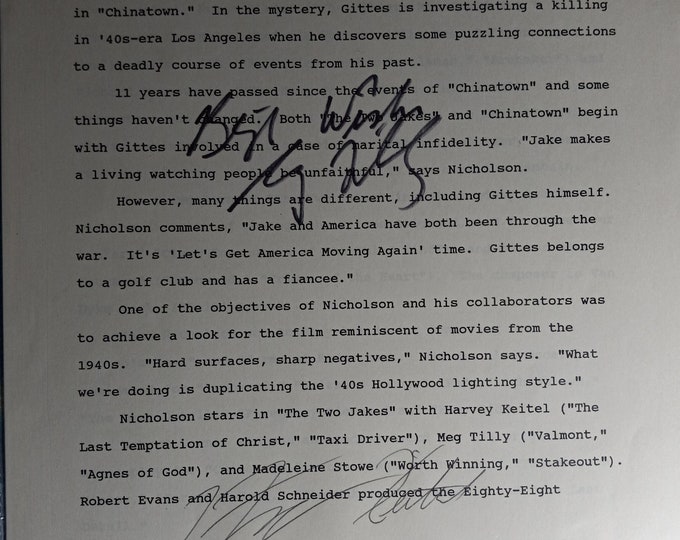 in "Chinatown."  In the mystery, Gittes is investigating a killing
in '40s-era Los Angeles when he discovers some puzzling connections
to a deadly course of events from his past.
11 years have passed since the events of "Chinatown" and some
things haven't changed.  Both "The Two Jakes" and "Chinatown" begin
with Gittes involved in a case of marital infidelity.  "Jake makes
a living watching people be unfaithful," says Nicholson.
Best Wishes
However, many things are different, including Gittes himself.
Nicholson comments, "Jake and America have both been through the
war.  It's 'Let's Get America Moving Again' time.  Gittes belongs
to a golf club and has a fiancee."
One of the objectives of Nicholson and his collaborators was
to achieve a look for the film reminiscent of movies from the
1940s.  "Hard surfaces, sharp negatives," Nicholson says.  "What
we're doing is duplicating the '40s Hollywood lighting style."
Nicholson stars in "The Two Jakes" with Harvey Keitel ("The
Last Temptation of Christ," "Taxi Driver"), Meg Tilly ("Valmont,"
"Agnes of God"), and Madeleine Stowe ("Worth Winning," "Stakeout").
Robert Evans and Harold Schneider produced the Eighty-Eight